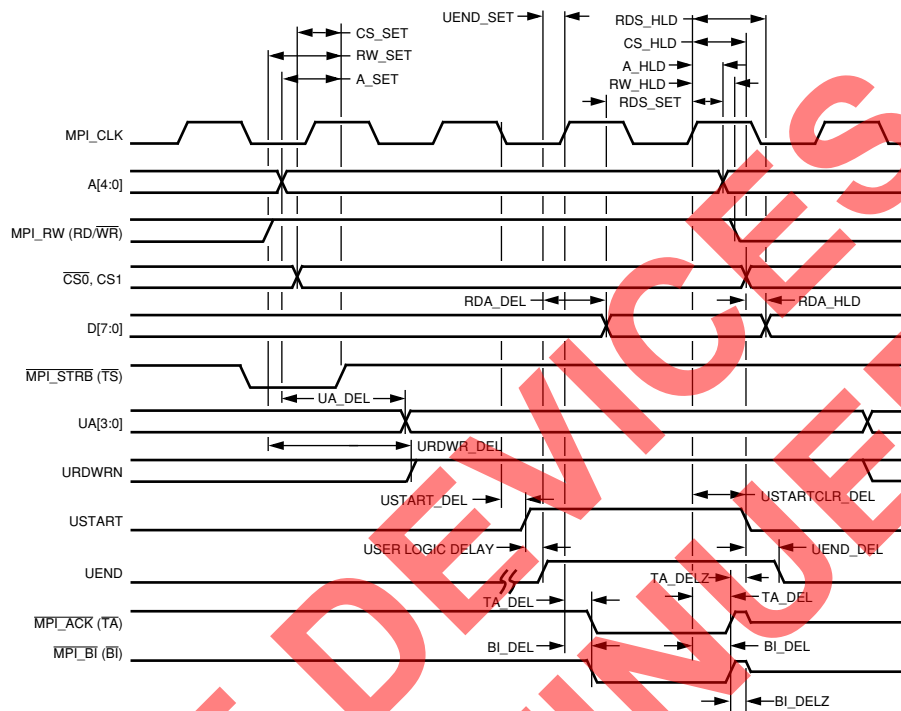 UEND_SET
RDS_HLD
CS_SET
CS_HLD
RW_SET
A_HLD
A_SET
RW_HLD
RDS_SET
MPI_CLK
A[4:0]
MPI_RW (RD/WR)
CS0, CS1
RDA_DEL
RDA_HLD
D[7:0]
MPI_STRB (TS)
UA_DEL
UA[3:0]
URDWR_DEL
URDWRN
USTART_DEL
USTARTCLR_DEL
USTART
USER LOGIC DELAY
UEND_DEL
UEND
TA_DELZ
TA_DEL
TA_DEL
MPI_ACK (TA)
BI_DEL
BI_DEL
MPI_BI (BI)
BI_DELZ
DEVICES